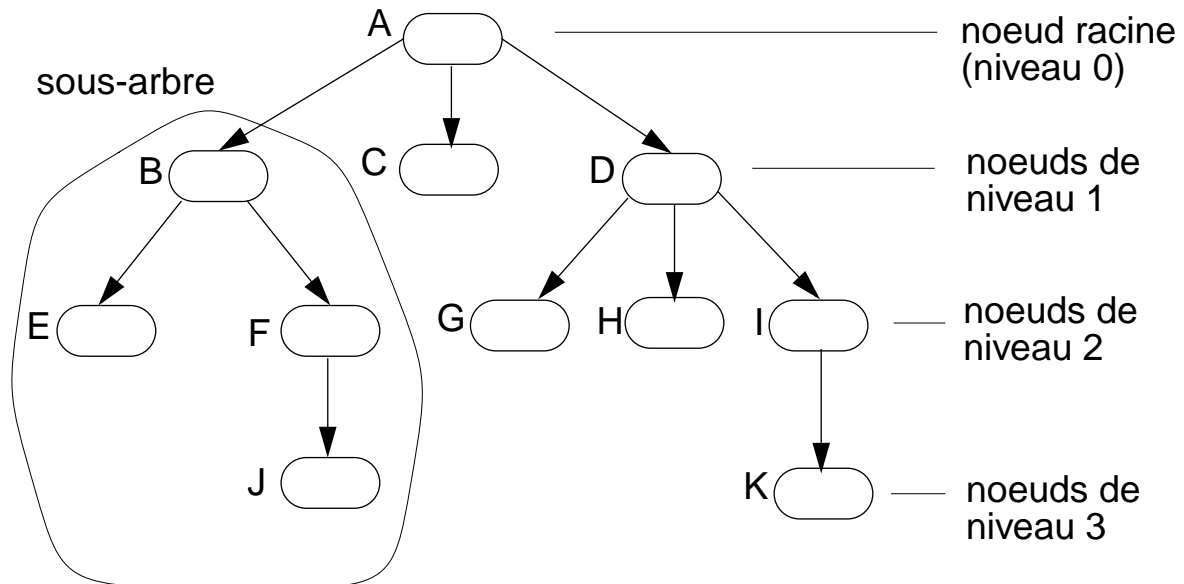 A
noeud racine
(niveau 0)
sous-arbre
B
C
D
noeuds de
niveau 1
E
F
G
H
I
noeuds de
niveau 2
J
K
noeuds de
niveau 3